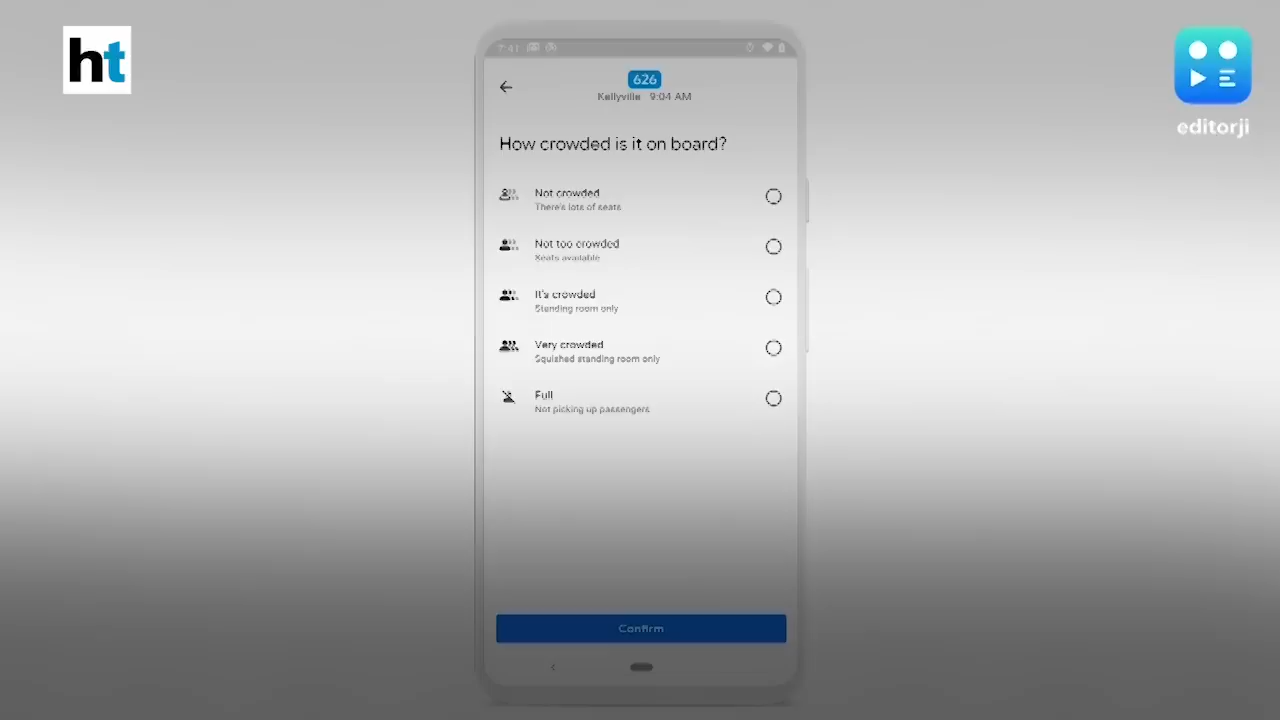 ht
editorji
7:41
626
Kellyville 9:04 AM
How crowded is it on board?
Not crowded
There's lots of seats
Not too crowded
Seats available
It's crowded
Standing room only
Very crowded
Squished standing room only
Full
Not picking up passengers
Confirm